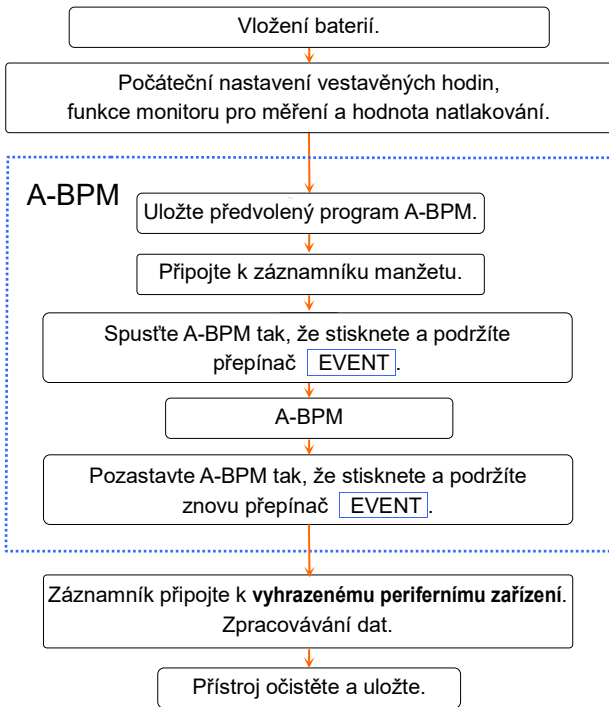 Vložení baterií.
Počáteční nastavení vestavěných hodin,
funkce monitoru pro měření a hodnota natlakování.
A-BPM
Uložte předvolený program A-BPM.
Připojte k záznamníku manžetu.
Spusťte A-BPM tak, že stisknete a podržíte
přepínač EVENT.
A-BPM
Pozastavte A-BPM tak, že stisknete a podržíte
znovu přepínač EVENT.
Záznamník připojte k vyhrazenému perifernímu zařízení.
Zpracovávání dat.
Přístroj očistěte a uložte.